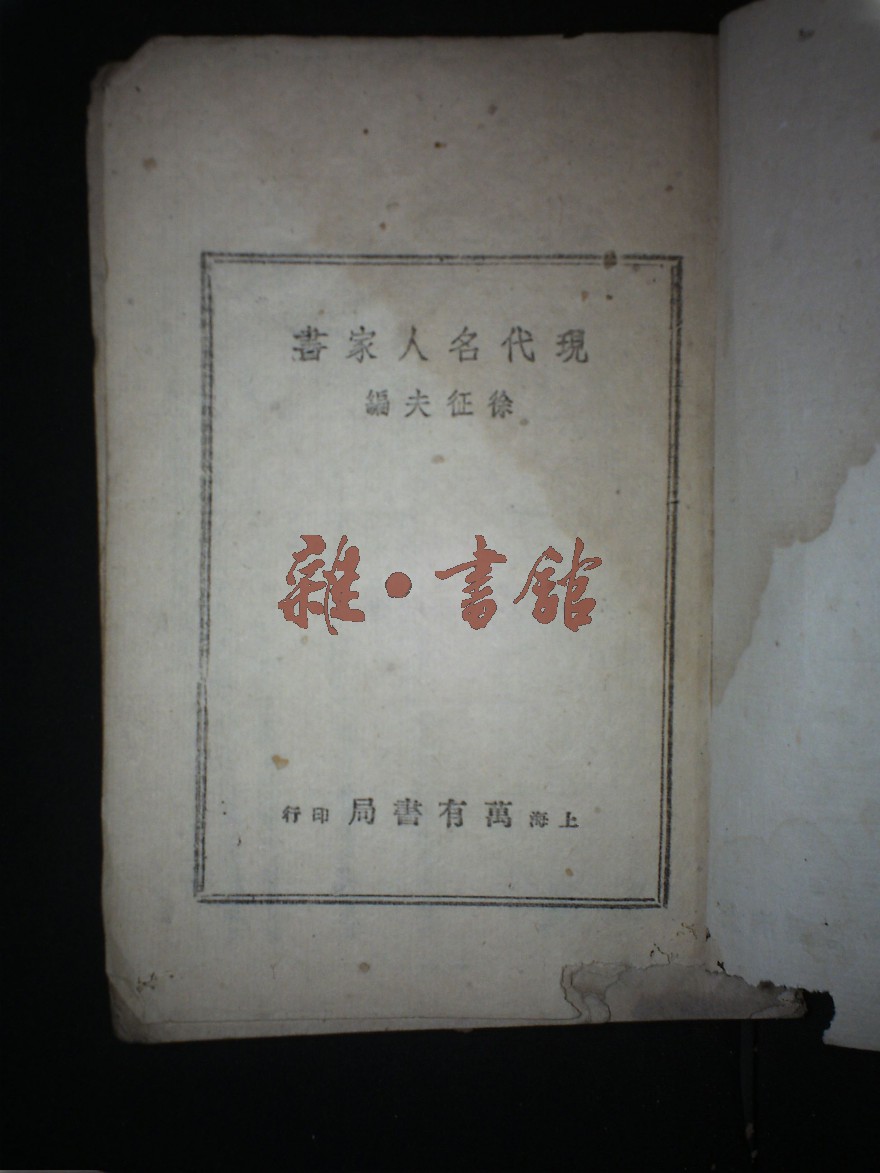 現代名人家書
徐征夫編
雜·書館
上海萬有書局印行